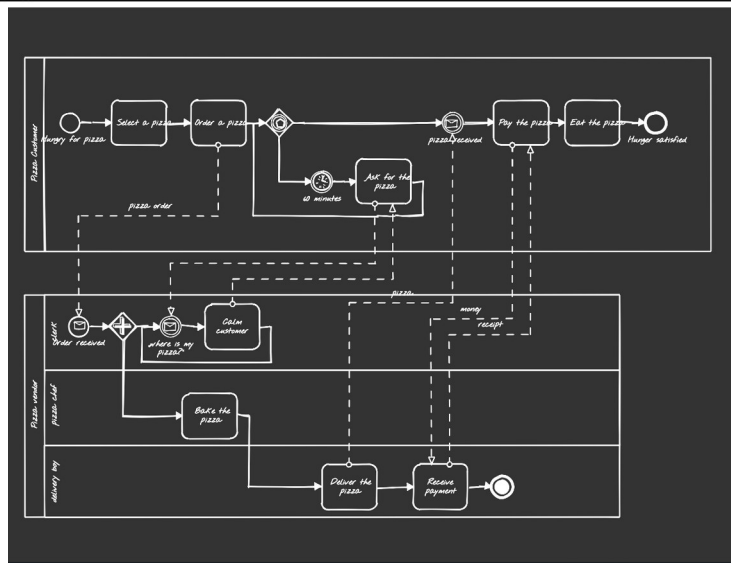 Pizza Customer
Hungry for pizza
Select a pizza
Order a pizza
pizza received
Pay the pizza
Eat the pizza
Hunger satisfied
60 minutes
Ask for the
pizza
pizza order
pizza
money
receipt
Pizza vendor
Order received
„where is my
pizza?“
Calm
customer
pizza chef
Bake the
pizza
delivery boy
Deliver the
pizza
Receive
payment